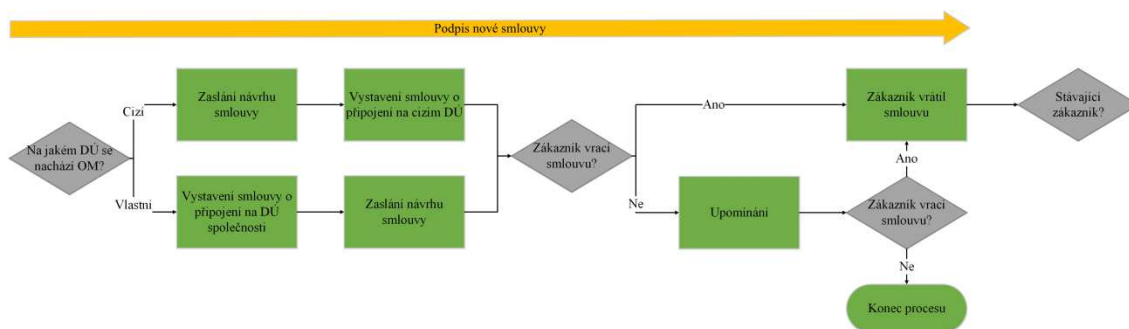 Podpis nové smlouvy
Na jakém DÚ se
nachází OM?
Cizí
Zaslání návrhu
smlouvy
Vystavení smlouvy o
připojení na cizím DÚ
Vlastní
Vystavení smlouvy o
připojení na DÚ
společnosti
Zaslání návrhu
smlouvy
Zákazník vrací
smlouvu?
Ano
Zákazník vrátil
smlouvu
Stávající
zákazník?
Ne
Upomínání
Ano
Zákazník vrací
smlouvu?
Ne
Konec procesu